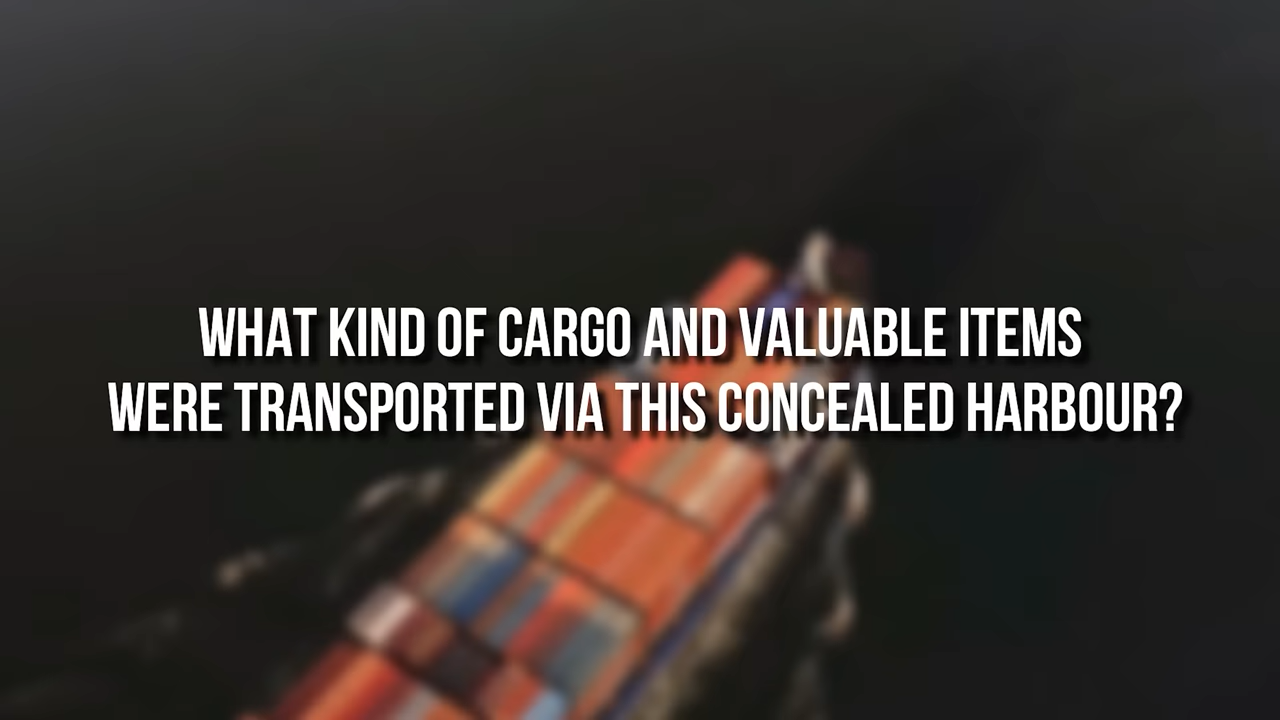 WHAT KIND OF CARGO AND VALUABLE ITEMS
WERE TRANSPORTED VIA THIS CONCEALED HARBOUR?